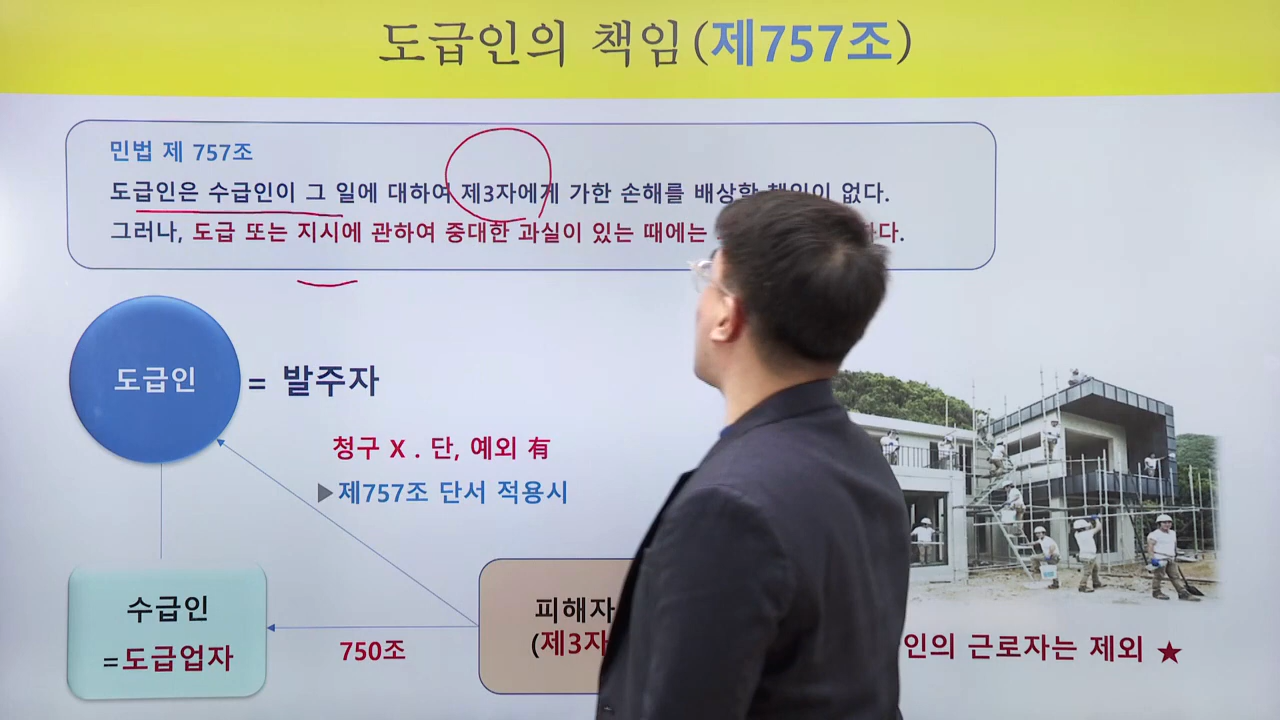 도급인의 책임(제757조)
민법 제 757조
도급인은 수급인이 그 일에 대하여 제3자에게 가한 손해를 배상할 책임이 없다.
그러나, 도급 또는 지시에 관하여 중대한 과실이 있는 때에는
도급인 = 발주자
청구 X . 단, 예외 有
▶제757조 단서 적용시
수급인
=도급업자
750조
피해자
(제3자
인의 근로자는 제외 ★